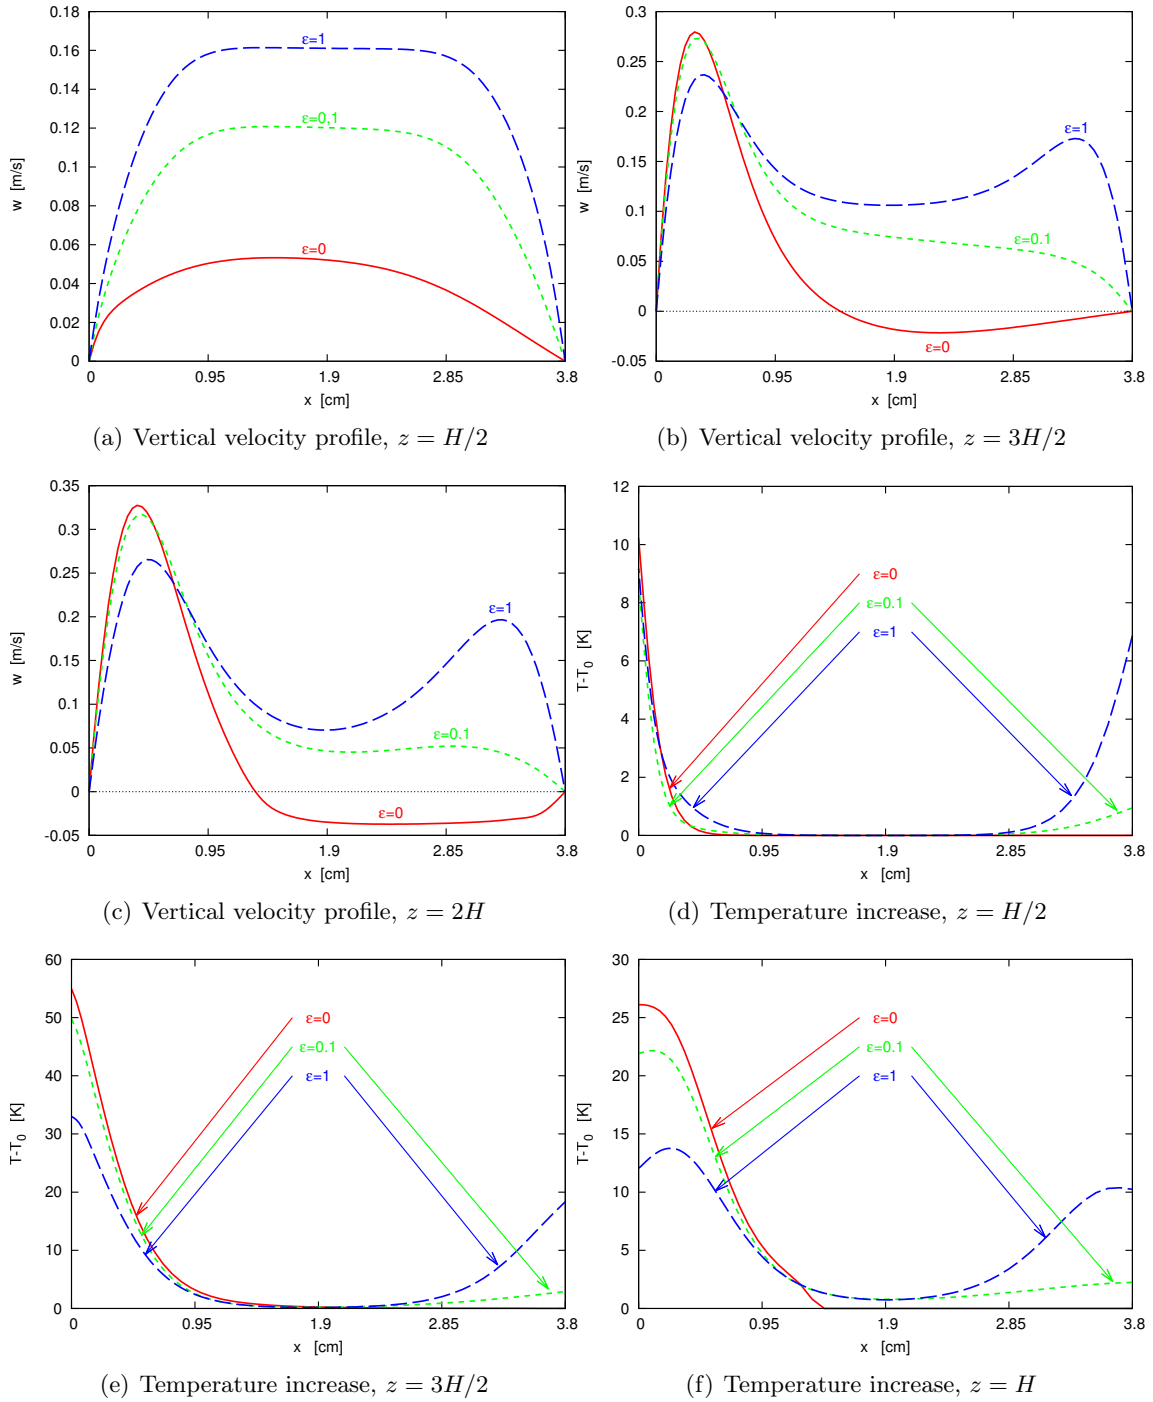 0.18
0.16
0.14
0.12
0.1
0.08
0.06
0.04
0.02
0
w [m/s]
ε=1
ε=0,1
ε=0
0 0.95 1.9 2.85 3.8
x [cm]
(a) Vertical velocity profile, z = H/2
0.3
0.25
0.2
0.15
0.1
0.05
0
-0.05
w [m/s]
ε=1
ε=0.1
ε=0
0 0.95 1.9 2.85 3.8
x [cm]
(b) Vertical velocity profile, z = 3H/2
0.35
0.3
0.25
0.2
0.15
0.1
0.05
0
-0.05
w [m/s]
ε=1
ε=0.1
ε=0
0 0.95 1.9 2.85 3.8
x [cm]
(c) Vertical velocity profile, z = 2H
12
10
8
6
4
2
0
T-T0 [K]
ε=0
ε=0.1
ε=1
0 0.95 1.9 2.85 3.8
x [cm]
(d) Temperature increase, z = H/2
60
50
40
30
20
10
0
T-T0 [K]
ε=0
ε=0.1
ε=1
0 0.95 1.9 2.85 3.8
x [cm]
(e) Temperature increase, z = 3H/2
30
25
20
15
10
5
0
T-T0 [K]
ε=0
ε=0.1
ε=1
0 0.95 1.9 2.85 3.8
x [cm]
(f) Temperature increase, z = H